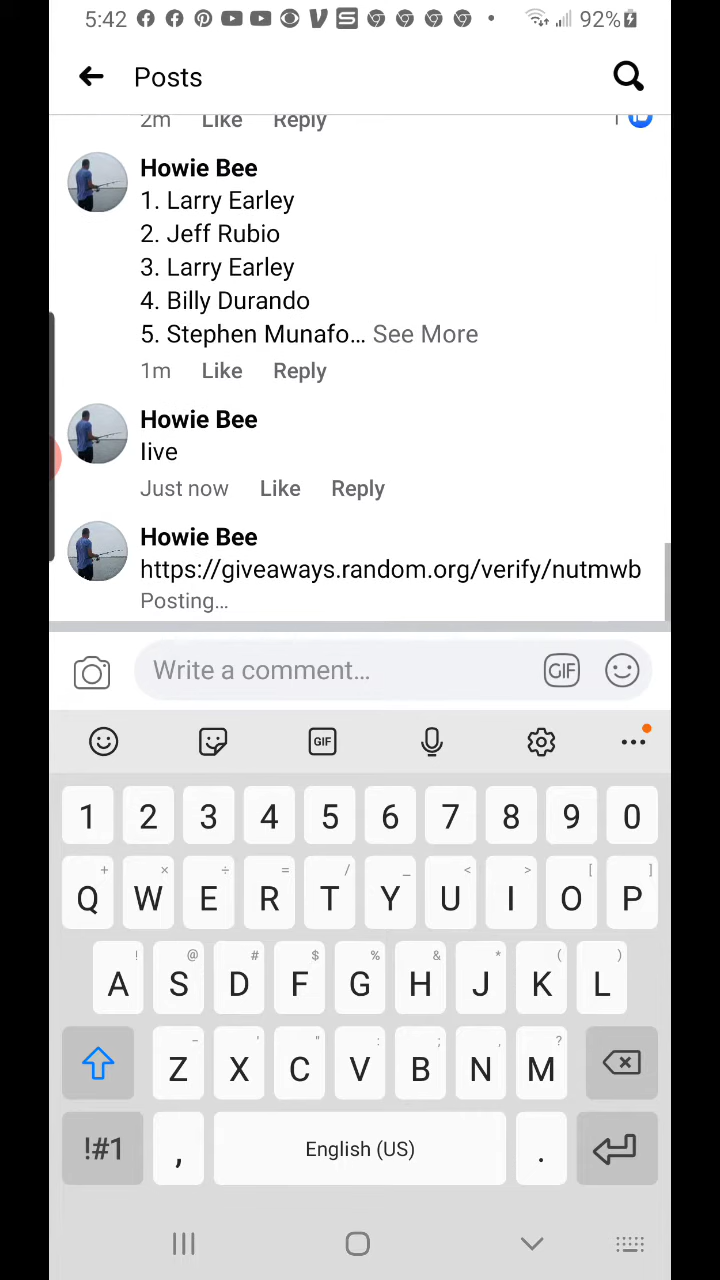 5:42 92%
Posts
2m Like Reply 1
Howie Bee
1. Larry Earley
2. Jeff Rubio
3. Larry Earley
4. Billy Durando
5. Stephen Munafo... See More
1m Like Reply
Howie Bee
live
Just now Like Reply
Howie Bee
https://giveaways.random.org/verify/nutmwb
Posting...
Write a comment... GIF
GIF
1 2 3 4 5 6 7 8 9 0
+ × ÷ = / _ < > [ ]
Q W E R T Y U I O P
! @ # $ % & * ( )
A S D F G H J K L
- ' " : ; , ?
Z X C V B N M
!#1 , English (US) .